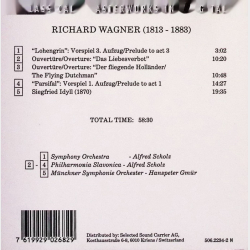 RICHARD WAGNER (1813 - 1883)
1 "Lohengrin": Vorspiel 3. Aufzug/Prelude to act 3 3:02
2 Ouvertüre/Overture: "Das Liebesverbot" 10:20
3 Ouvertüre/Overture: "Der fliegende Holländer/
The Flying Dutchman" 10:48
4 "Parsifal": Vorspiel 1. Aufzug/Prelude to act 1 14:27
5 Siegfried Idyll (1870) 19:35
TOTAL TIME: 58:30
1 Symphony Orchestra - Alfred Scholz
2 - 4 Philharmonia Slavonica - Alfred Scholz
5 Münchner Symphonie Orchester - Hanspeter Gmür
7 619929 026829
Distributed by: Selected Sound Carrier AG,
6010 Kriens / Switzerland
506.2224-2 N